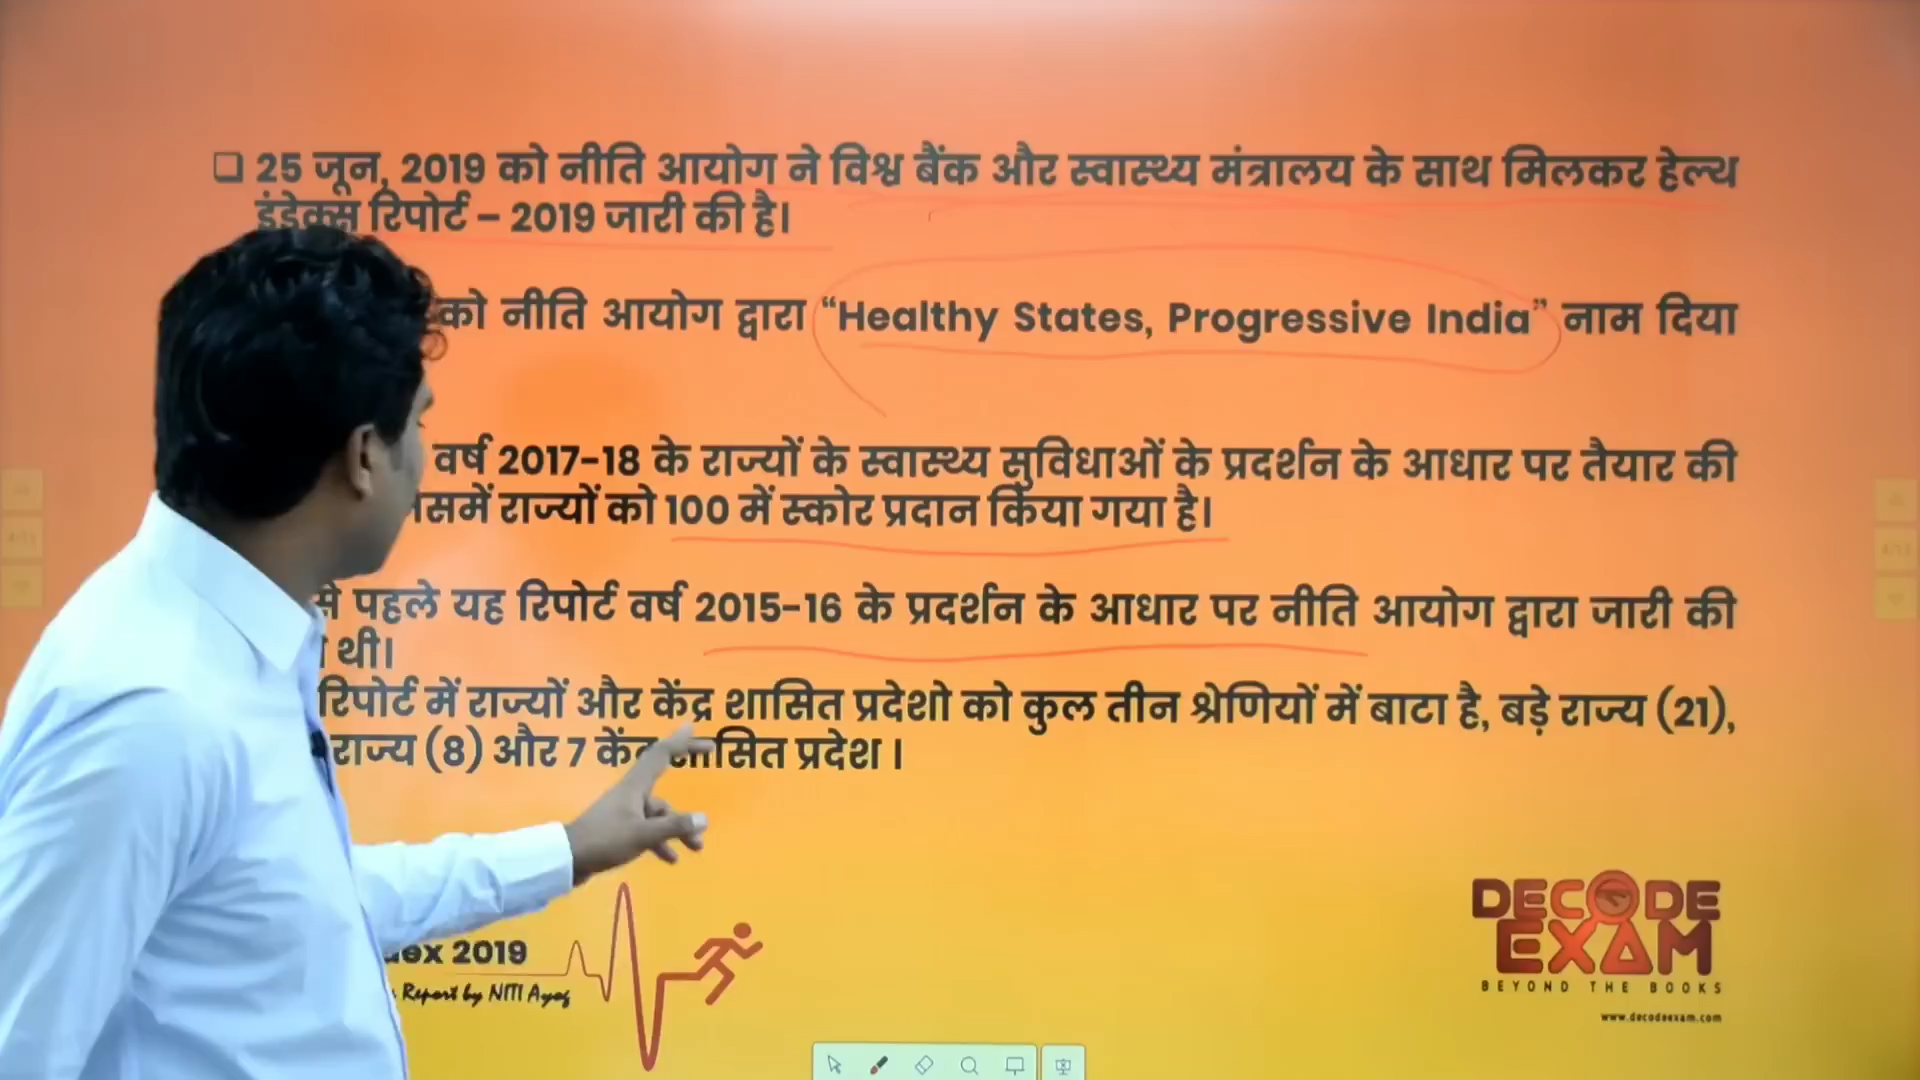 25 जून, 2019 को नीति आयोग ने विश्व बैंक और स्वास्थ्य मंत्रालय के साथ मिलकर हेल्थ
इंडेक्स रिपोर्ट – 2019 जारी की है।
को नीति आयोग द्वारा “Healthy States, Progressive India” नाम दिया
वर्ष 2017-18 के राज्यों के स्वास्थ्य सुविधाओं के प्रदर्शन के आधार पर तैयार की
राज्यों को 100 में स्कोर प्रदान किया गया है।
पहले यह रिपोर्ट वर्ष 2015-16 के प्रदर्शन के आधार पर नीति आयोग द्वारा जारी की
थी।
रिपोर्ट में राज्यों और केंद्र शासित प्रदेशो को कुल तीन श्रेणियों में बाटा है, बड़े राज्य (21),
राज्य (8) और 7 केंद्र शासित प्रदेश ।
2019
Report by NITI Ayog
DECODE
EXAM
BEYOND THE BOOKS
www.decodeexam.com